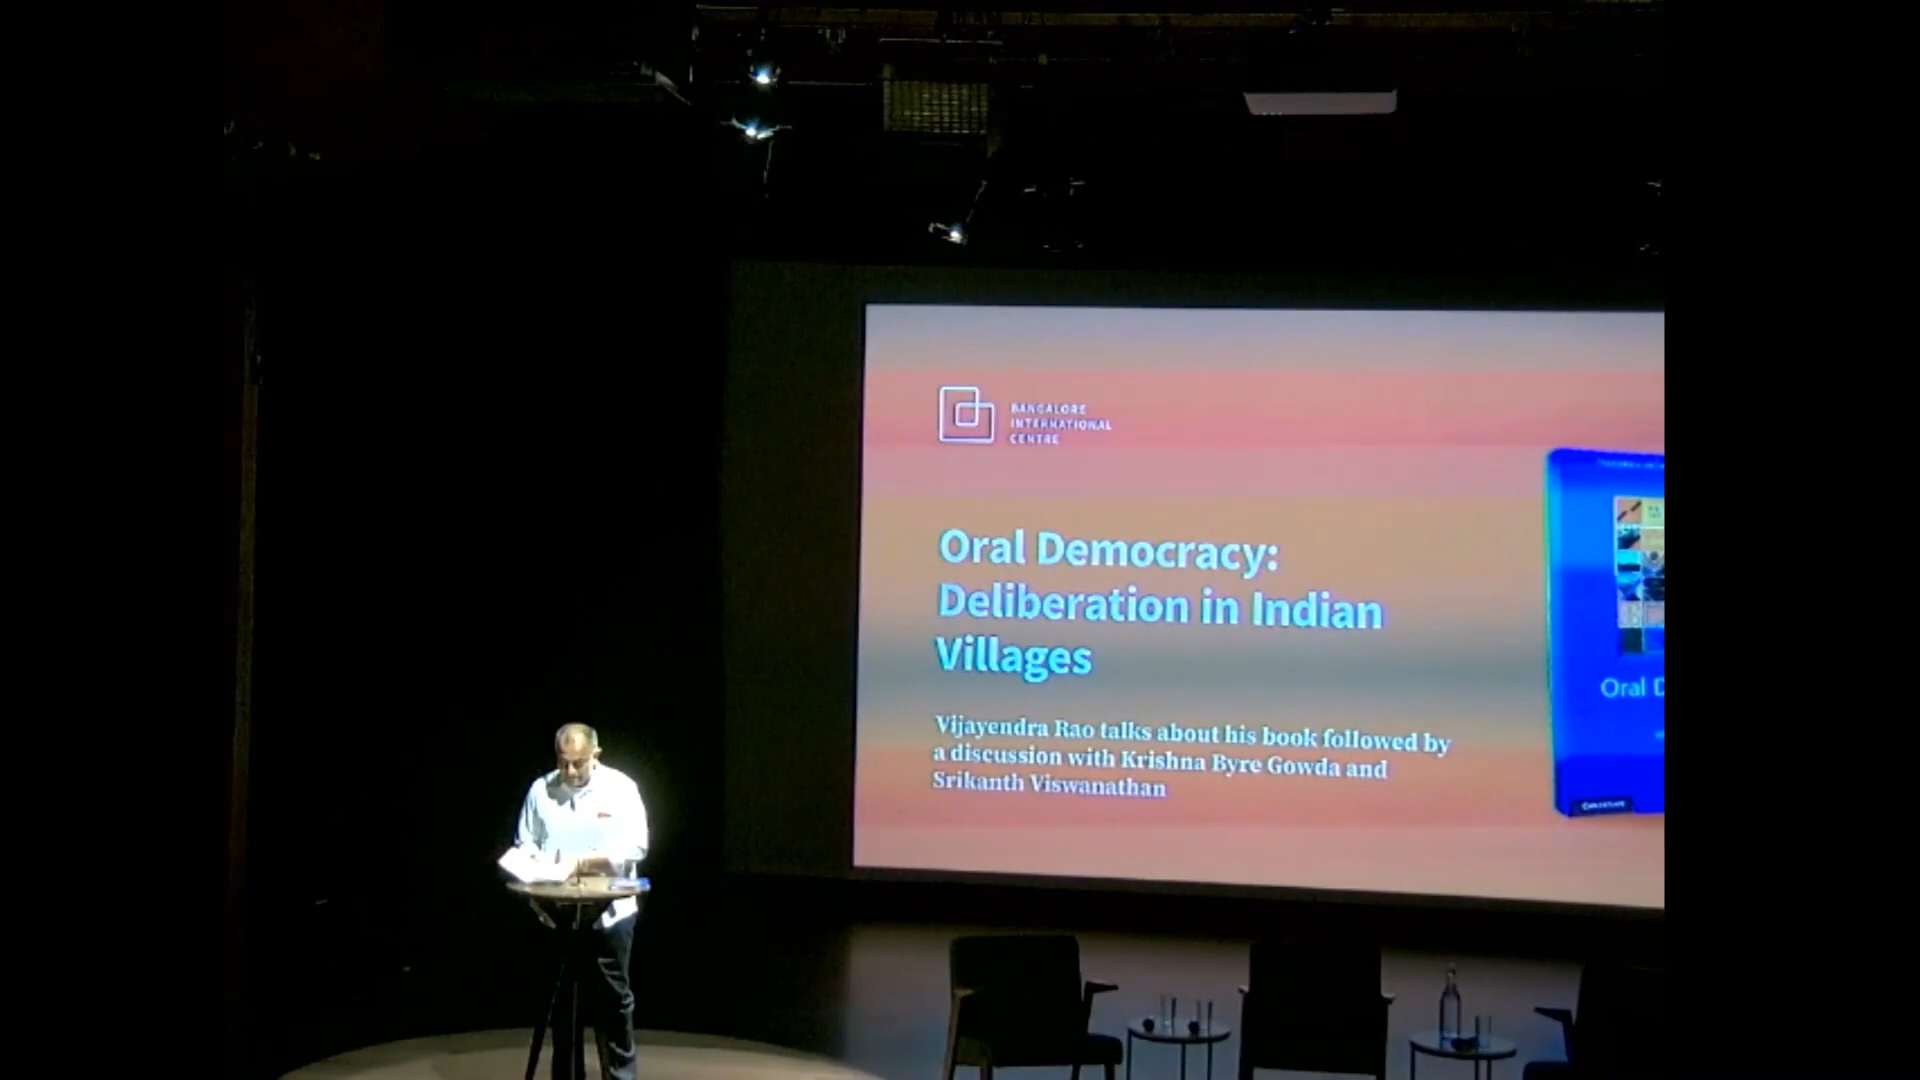 BANGALORE
INTERNATIONAL
CENTRE
Oral Democracy:
Deliberation in Indian
Villages
Vijayendra Rao talks about his book followed by
a discussion with Krishna Byre Gowda and
Srikanth Viswanathan
Oral